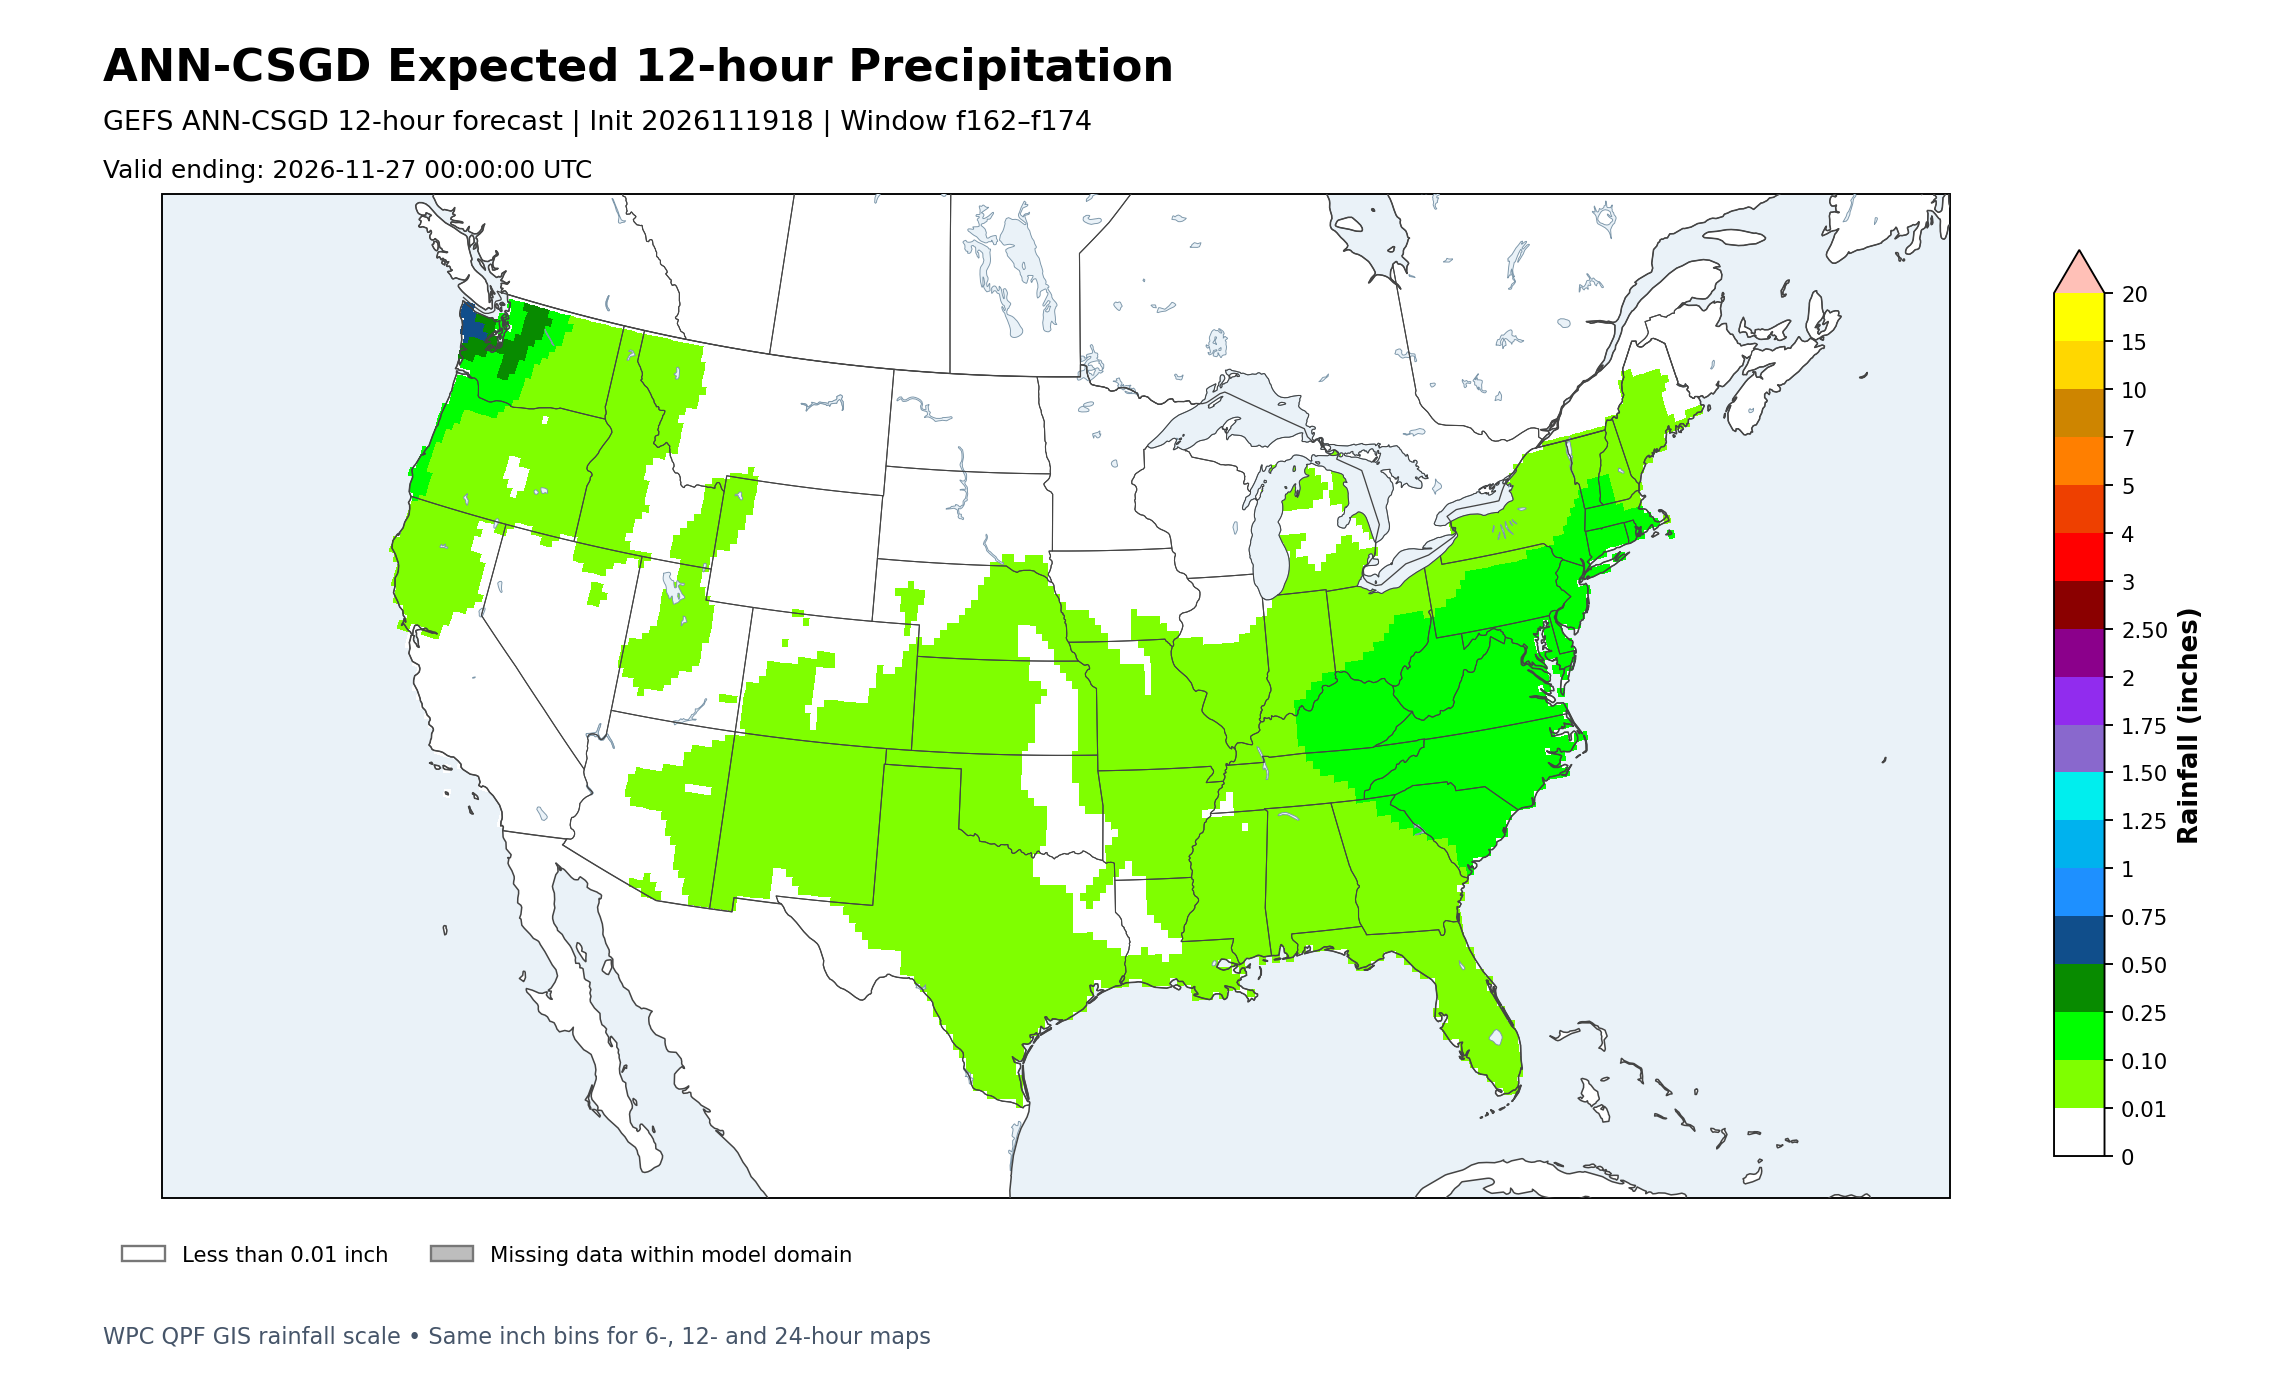 ANN-CSGD Expected 12-hour Precipitation
GEFS ANN-CSGD 12-hour forecast | Init 2026111918 | Window f162–f174
Valid ending: 2026-11-27 00:00:00 UTC
20
15
10
7
5
4
3
2.50
2
1.75
1.50
1.25
1
0.75
0.50
0.25
0.10
0.01
0
Rainfall (inches)
Less than 0.01 inch
Missing data within model domain
WPC QPF GIS rainfall scale • Same inch bins for 6-, 12- and 24-hour maps